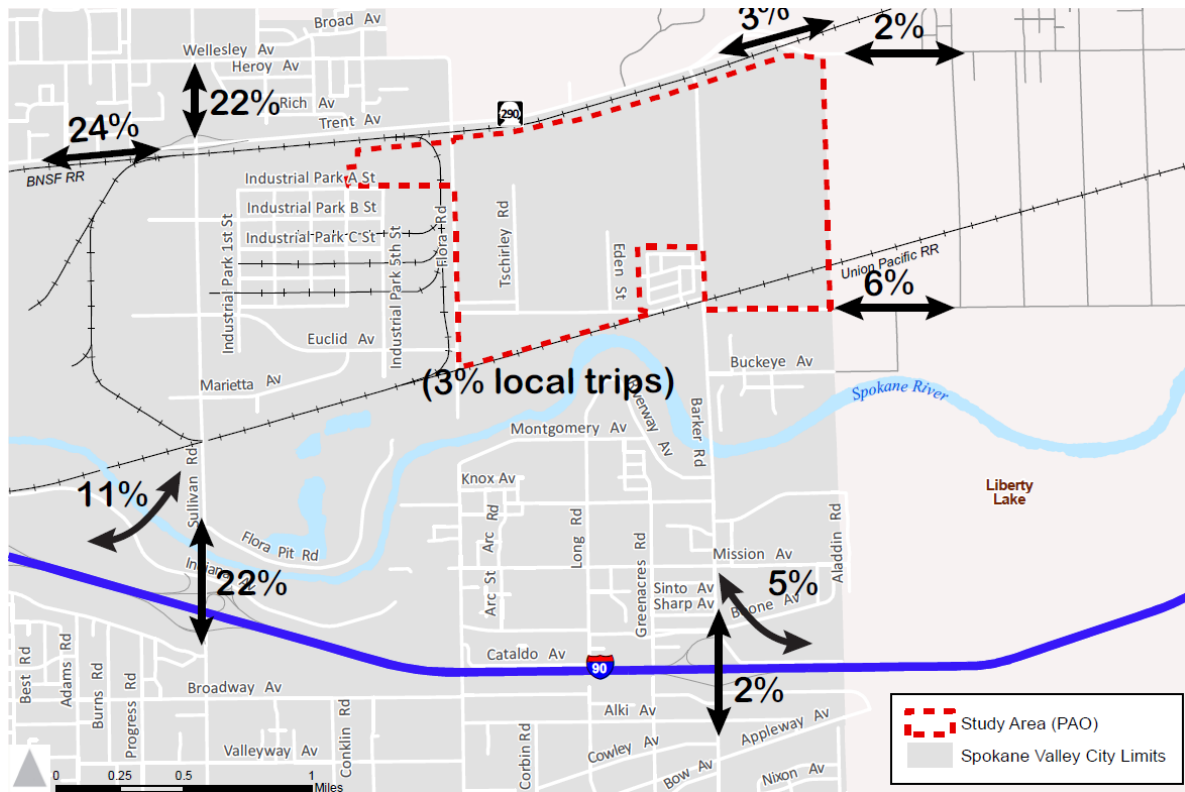 Broad Av
3%
2%
Wellesley Av
Heroy Av
22%
Rich Av
Trent Av
290
24%
BNSF RR
Industrial Park A St
Industrial Park B St
Industrial Park C St
Industrial Park 1st St
Industrial Park 5th St
Flora Rd
Tschirley Rd
Eden St
Union Pacific RR
6%
Euclid Av
Marietta Av
(3% local trips)
Buckeye Av
Spokane River
Riverway Av
Barker Rd
Montgomery Av
Sullivan Rd
11%
Knox Av
Liberty
Lake
Flora Pit Rd
Arc Rd
Long Rd
Mission Av
Aladdin Rd
Indiana Av
22%
Arc St
Greenacres Rd
Sinto Av
Sharp Av
5%
Boone Av
Cataldo Av
90
Best Rd
Adams Rd
Burns Rd
Progress Rd
Broadway Av
2%
Alki Av
Appleway Av
Conklin Rd
Corbin Rd
Cowley Av
Valleyway Av
Bow Av
Nixon Av
Study Area (PAO)
Spokane Valley City Limits
0 0.25 0.5 1
Miles